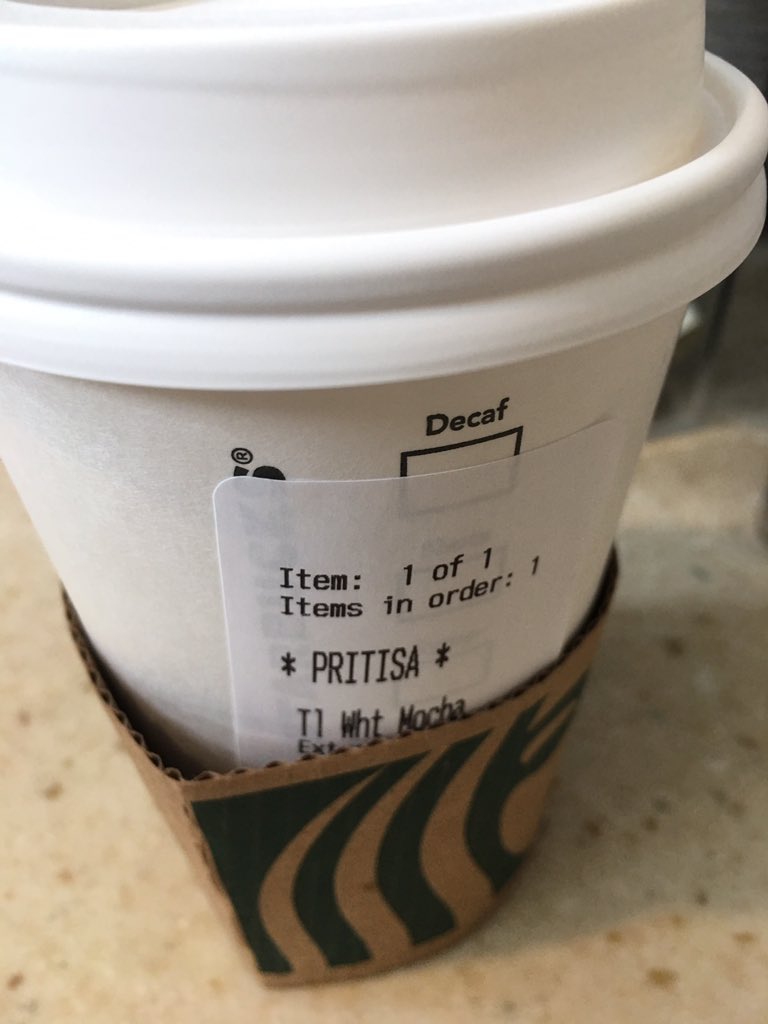 Decaf
®
Item: 1 of 1
Items in order: 1
* PRITISA *
Tl Wht Mocha